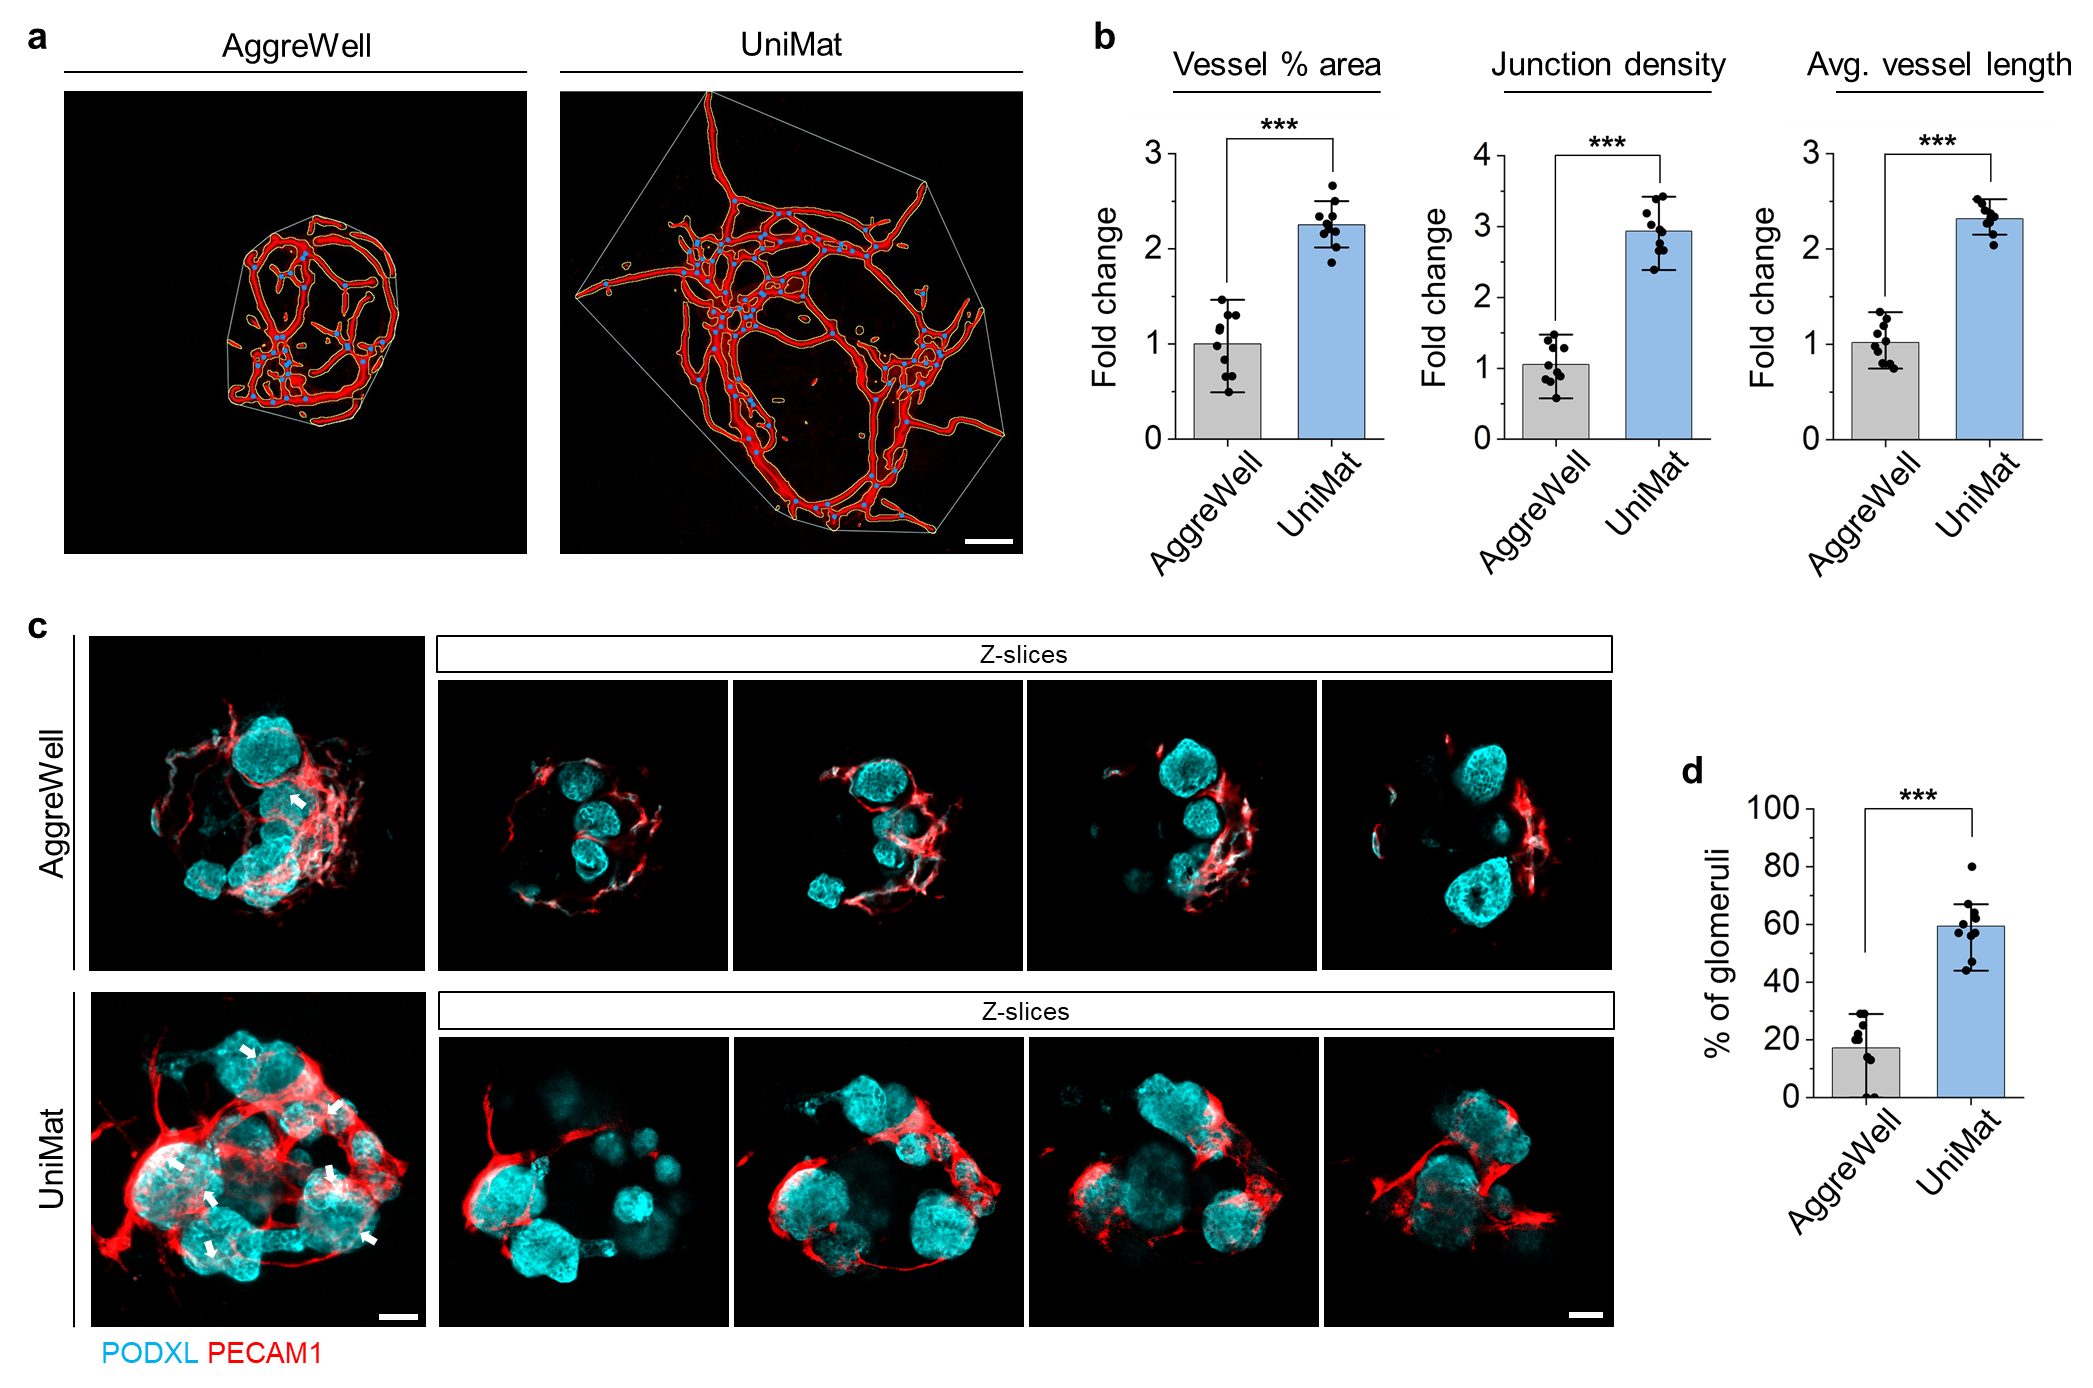 a
AggreWell
UniMat
b
Vessel % area
Junction density
Avg. vessel length
***
***
***
Fold change
3
2
1
0
AggreWell
UniMat
Fold change
4
3
2
1
0
AggreWell
UniMat
Fold change
3
2
1
0
AggreWell
UniMat
c
AggreWell
Z-slices
UniMat
Z-slices
PODXL PECAM1
d
***
% of glomeruli
100
80
60
40
20
0
AggreWell
UniMat